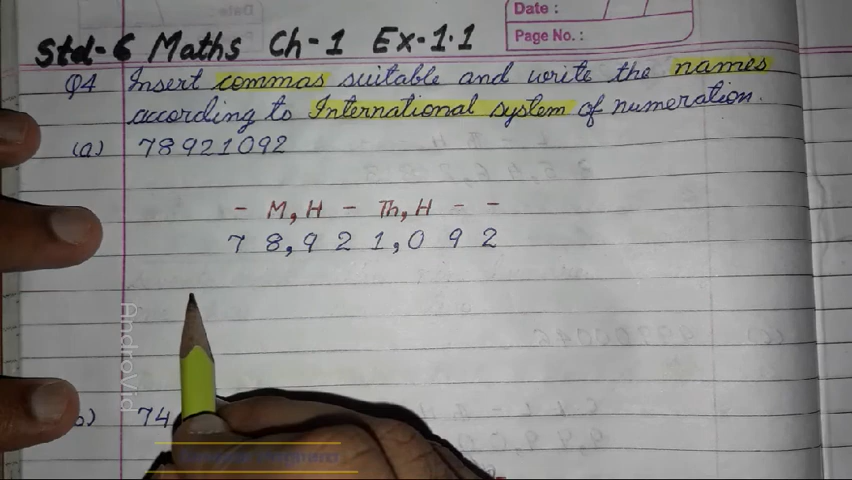 Date :
Page No. :
Std-6 Maths Ch-1 Ex-1.1
Q4 Insert commas suitable and write the names
according to International system of numeration.
(a) 78921092
- M, H - Th, H - -
7 8, 9 2 1, 0 9 2
AndroVid
b) 74